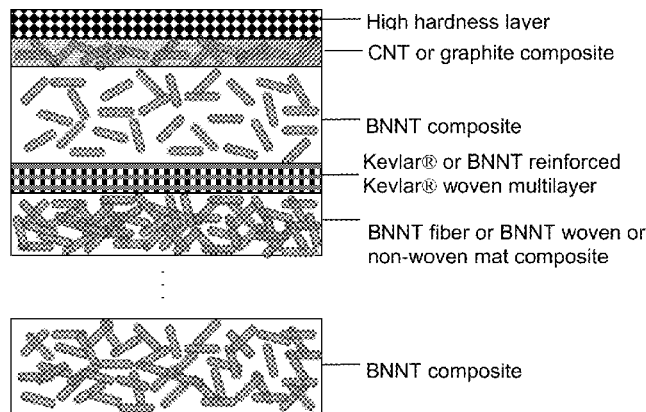 High hardness layer
CNT or graphite composite
BNNT composite
Kevlar® or BNNT reinforced
Kevlar® woven multilayer
BNNT fiber or BNNT woven or
non-woven mat composite
BNNT composite